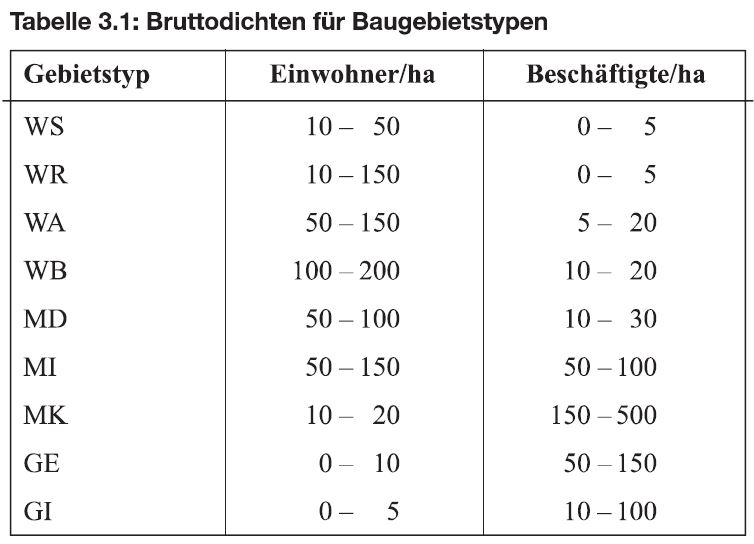 Tabelle 3.1: Bruttodichten für Baugebietstypen
Gebietstyp Einwohner/ha Beschäftigte/ha
WS 10 – 50 0 – 5
WR 10 – 150 0 – 5
WA 50 – 150 5 – 20
WB 100 – 200 10 – 20
MD 50 – 100 10 – 30
MI 50 – 150 50 – 100
MK 10 – 20 150 – 500
GE 0 – 10 50 – 150
GI 0 – 5 10 – 100